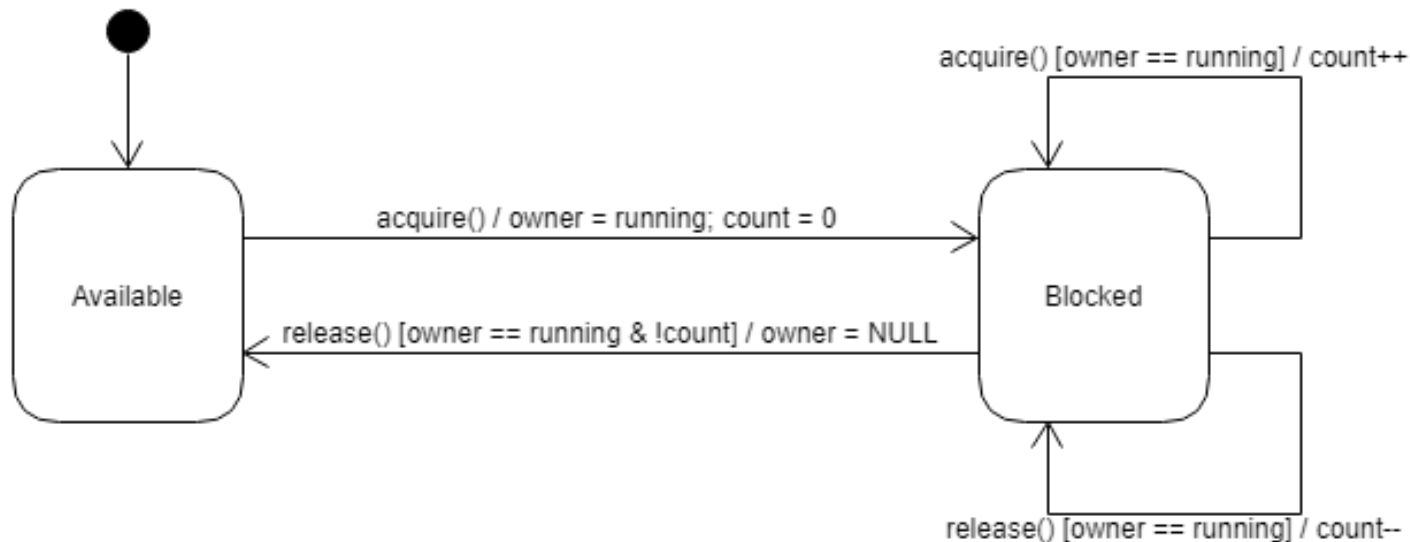 acquire() [owner == running] / count++
acquire() / owner = running; count = 0
Available
Blocked
release() [owner == running & !count] / owner = NULL
release() [owner == running] / count--